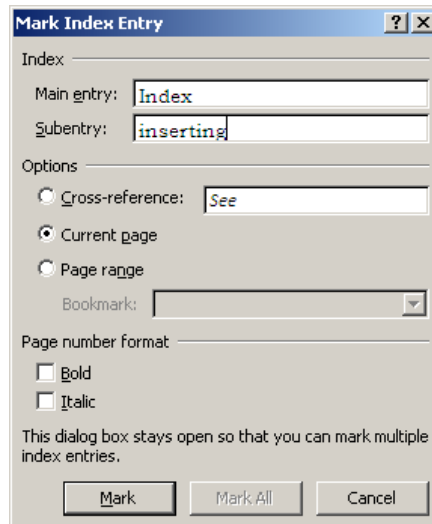 Mark Index Entry
Index
Main entry: Index
Subentry: inserting
Options
Cross-reference: See
Current page
Page range
Bookmark:
Page number format
Bold
Italic
This dialog box stays open so that you can mark multiple
index entries.
Mark Mark All Cancel